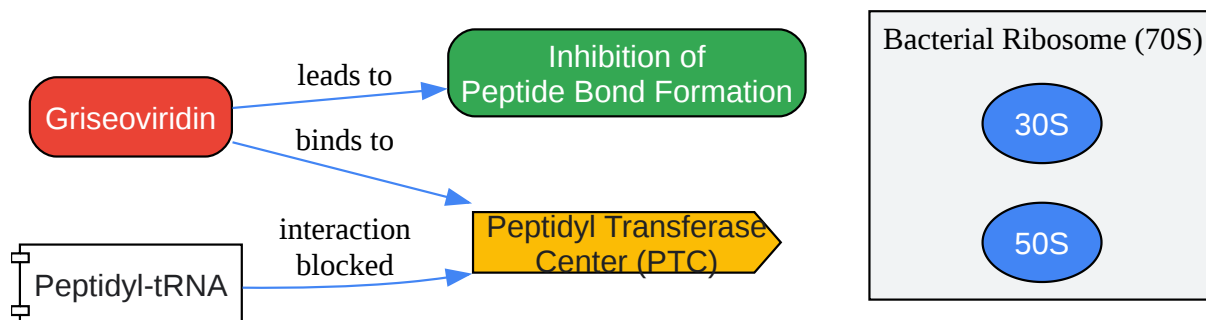 Griseoviridin
leads to
binds to
Inhibition of
Peptide Bond Formation
Peptidyl-tRNA
interaction
blocked
Peptidyl Transferase
Center (PTC)
Bacterial Ribosome (70S)
30S
50S